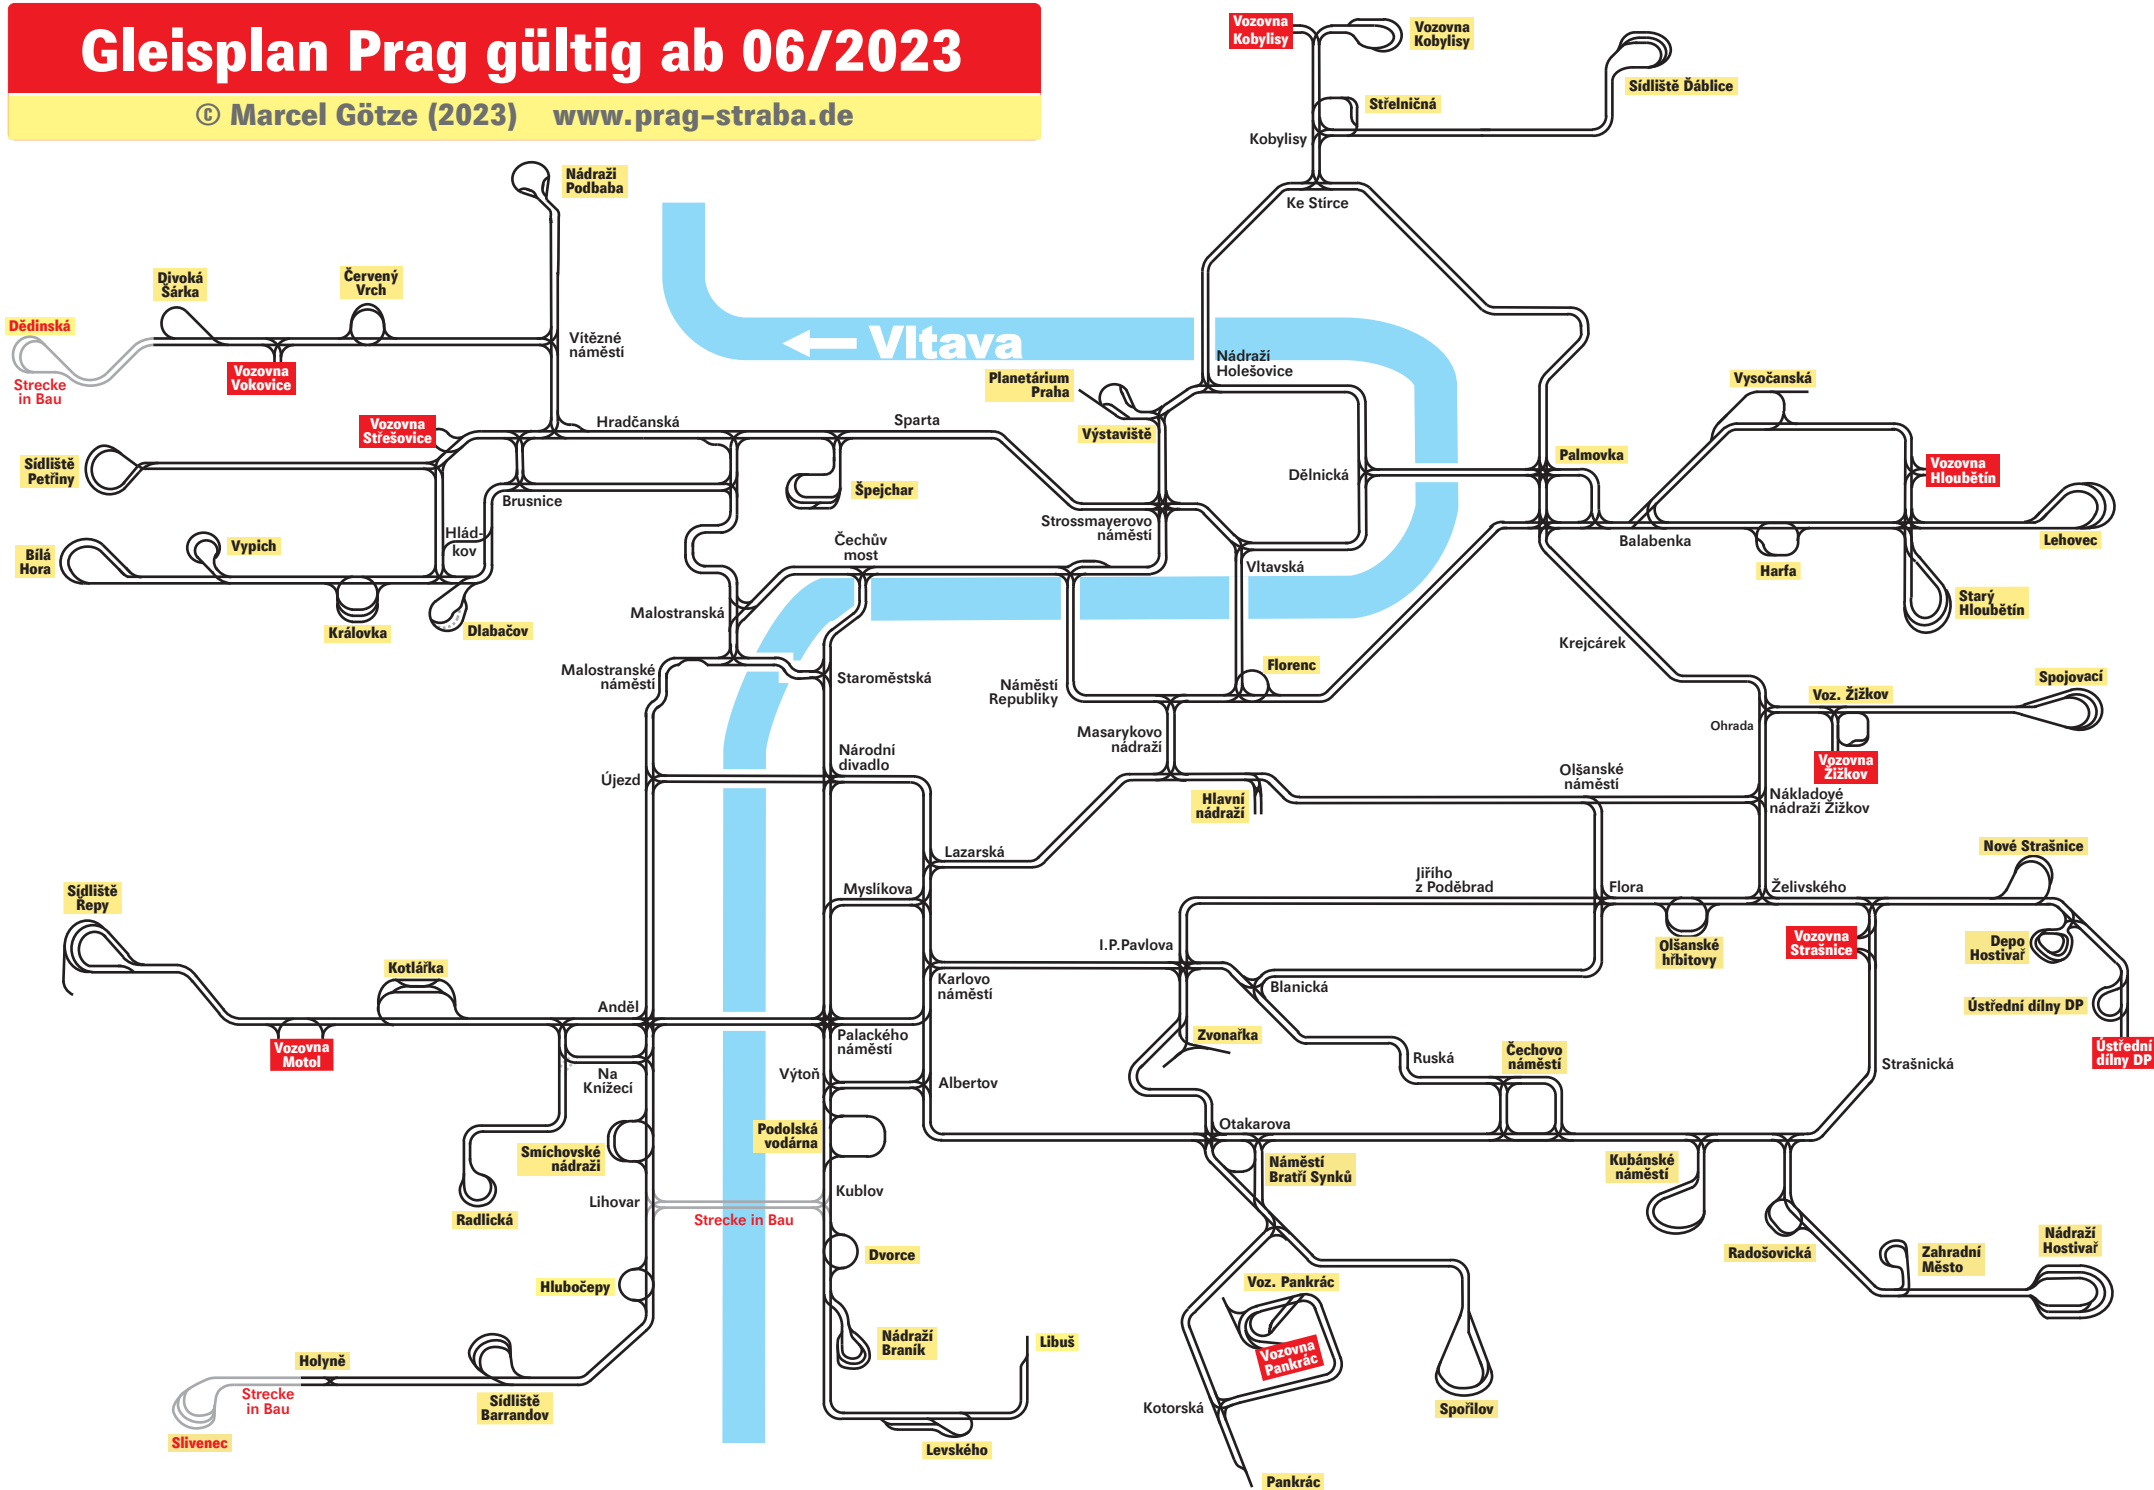 Gleisplan Prag gültig ab 06/2023
© Marcel Götze (2023) www.prag-straba.de
Vozovna
Kobylisy
Vozovna
Kobylisy
Sídliště Ďáblice
Střelničná
Kobylisy
Ke Stírce
Nádraži
Podbaba
Divoká
Šárka
Červený
Vrch
Dědinská
Strecke
in Bau
Vozovna
Vokovice
Vítězné
náměstí
Vltava
Nádraží
Holešovice
Planetárium
Praha
Výstaviště
Vysočanská
Vozovna
Střešovice
Hradčanská
Sparta
Sídliště
Petřiny
Brusnice
Špejchar
Dělnická
Palmovka
Vozovna
Hloubětín
Strossmayerovo
náměstí
Hlád-
kov
Čechův
most
Bílá
Hora
Vypich
Vltavská
Balabenka
Harfa
Lehovec
Starý
Hloubětín
Královka
Dlabačov
Malostranská
Krejcárek
Malostranské
náměstí
Staroměstská
Náměstí
Republiky
Florenc
Voz. Žižkov
Spojovací
Ohrada
Masarykovo
nádraží
Národní
divadlo
Újezd
Vozovna
Žižkov
Hlavní
nádraží
Olšanské
náměstí
Nákladové
nádraží Žižkov
Lazarská
Myslíkova
Jiřího
z Poděbrad
Flora
Želivského
Nové Strašnice
Sídliště
Řepy
I.P.Pavlova
Olšanské
hřbitovy
Vozovna
Strašnice
Depo
Hostivař
Kotlářka
Karlovo
náměstí
Blanická
Ústřední dílny DP
Anděl
Vozovna
Motol
Palackého
náměstí
Zvonařka
Ruská
Čechovo
náměstí
Strašnická
Ústřední
dílny DP
Na
Knížecí
Výtoň
Albertov
Otakarova
Podolská
vodárna
Smíchovské
nádraži
Náměstí
Bratří Synků
Kubánské
náměstí
Radlická
Lihovar
Kublov
Strecke in Bau
Dvorce
Radošovická
Zahradní
Město
Nádraží
Hostivař
Hlubočepy
Voz. Pankrác
Vozovna
Pankrác
Nádraží
Braník
Libuš
Holyně
Strecke
in Bau
Sídliště
Barrandov
Slivenec
Levského
Kotorská
Spořilov
Pankrác